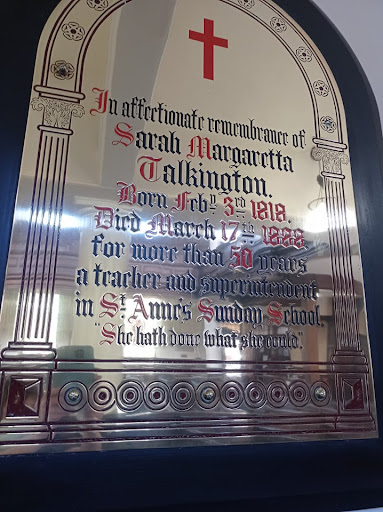 In affectionate remembrance of
Sarah Margaretta
Talkington.
Born Feby. 3rd 1818.
Died March 17th 1888.
for more than 50 years
a teacher and superintendent
in St. Anne's Sunday School.
"She hath done what she could."